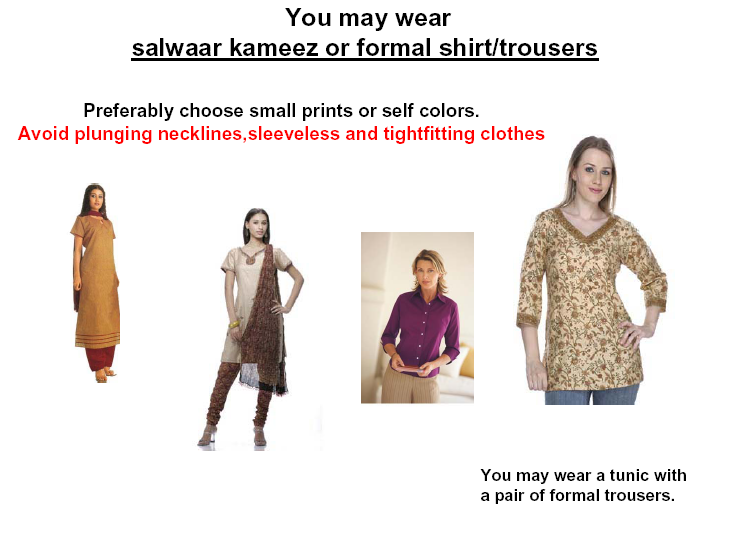 You may wear
salwaar kameez or formal shirt/trousers
Preferably choose small prints or self colors.
Avoid plunging necklines,sleeveless and tightfitting clothes
You may wear a tunic with
a pair of formal trousers.